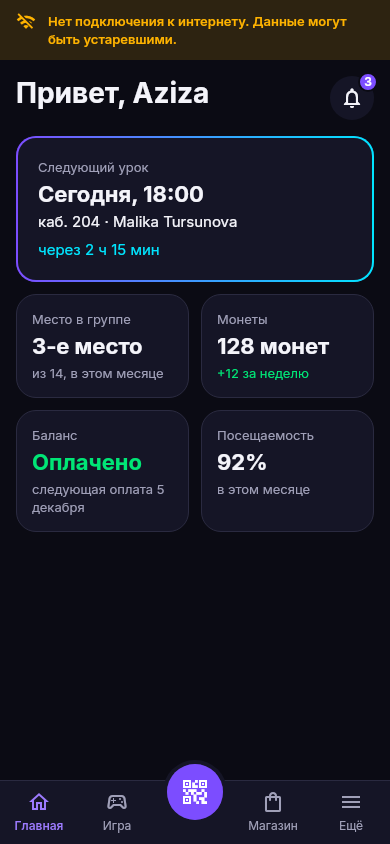 Нет подключения к интернету. Данные могут
быть устаревшими.
Привет, Aziza
3
Следующий урок
Сегодня, 18:00
каб. 204 · Malika Tursunova
через 2 ч 15 мин
Место в группе
3-е место
из 14, в этом месяце
Монеты
128 монет
+12 за неделю
Баланс
Оплачено
следующая оплата 5
декабря
Посещаемость
92%
в этом месяце
Главная
Игра
Магазин
Ещё